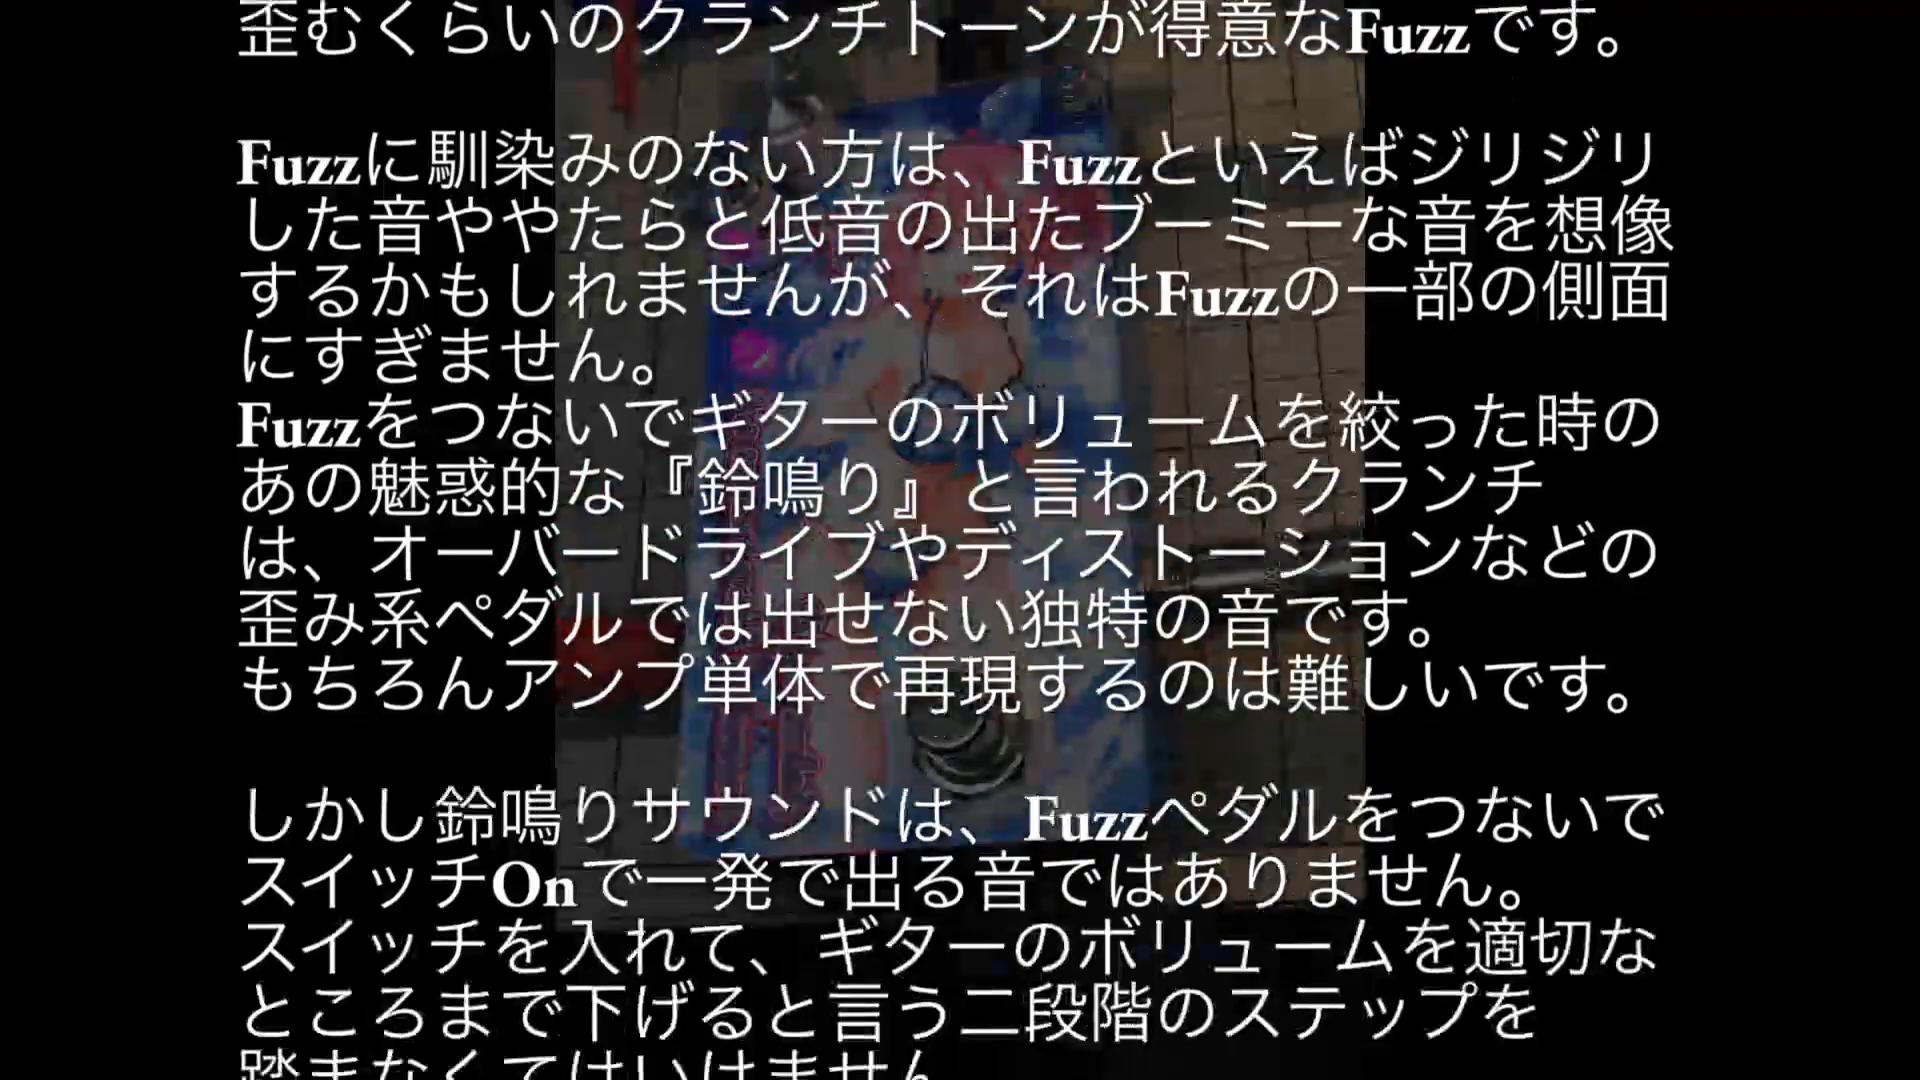 歪むくらいのクランチトーンが得意なFuzzです。
Fuzzに馴染みのない方は、Fuzzといえばジリジリ
した音ややたらと低音の出たブーミーな音を想像
するかもしれませんが、それはFuzzの一部の側面
にすぎません。
Fuzzをつないでギターのボリュームを絞った時の
あの魅惑的な『鈴鳴り』と言われるクランチ
は、オーバードライブやディストーションなどの
歪み系ペダルでは出せない独特の音です。
もちろんアンプ単体で再現するのは難しいです。
しかし鈴鳴りサウンドは、Fuzzペダルをつないで
スイッチOnで一発で出る音ではありません。
スイッチを入れて、ギターのボリュームを適切な
ところまで下げると言う二段階のステップを
踏まなくてはいけません